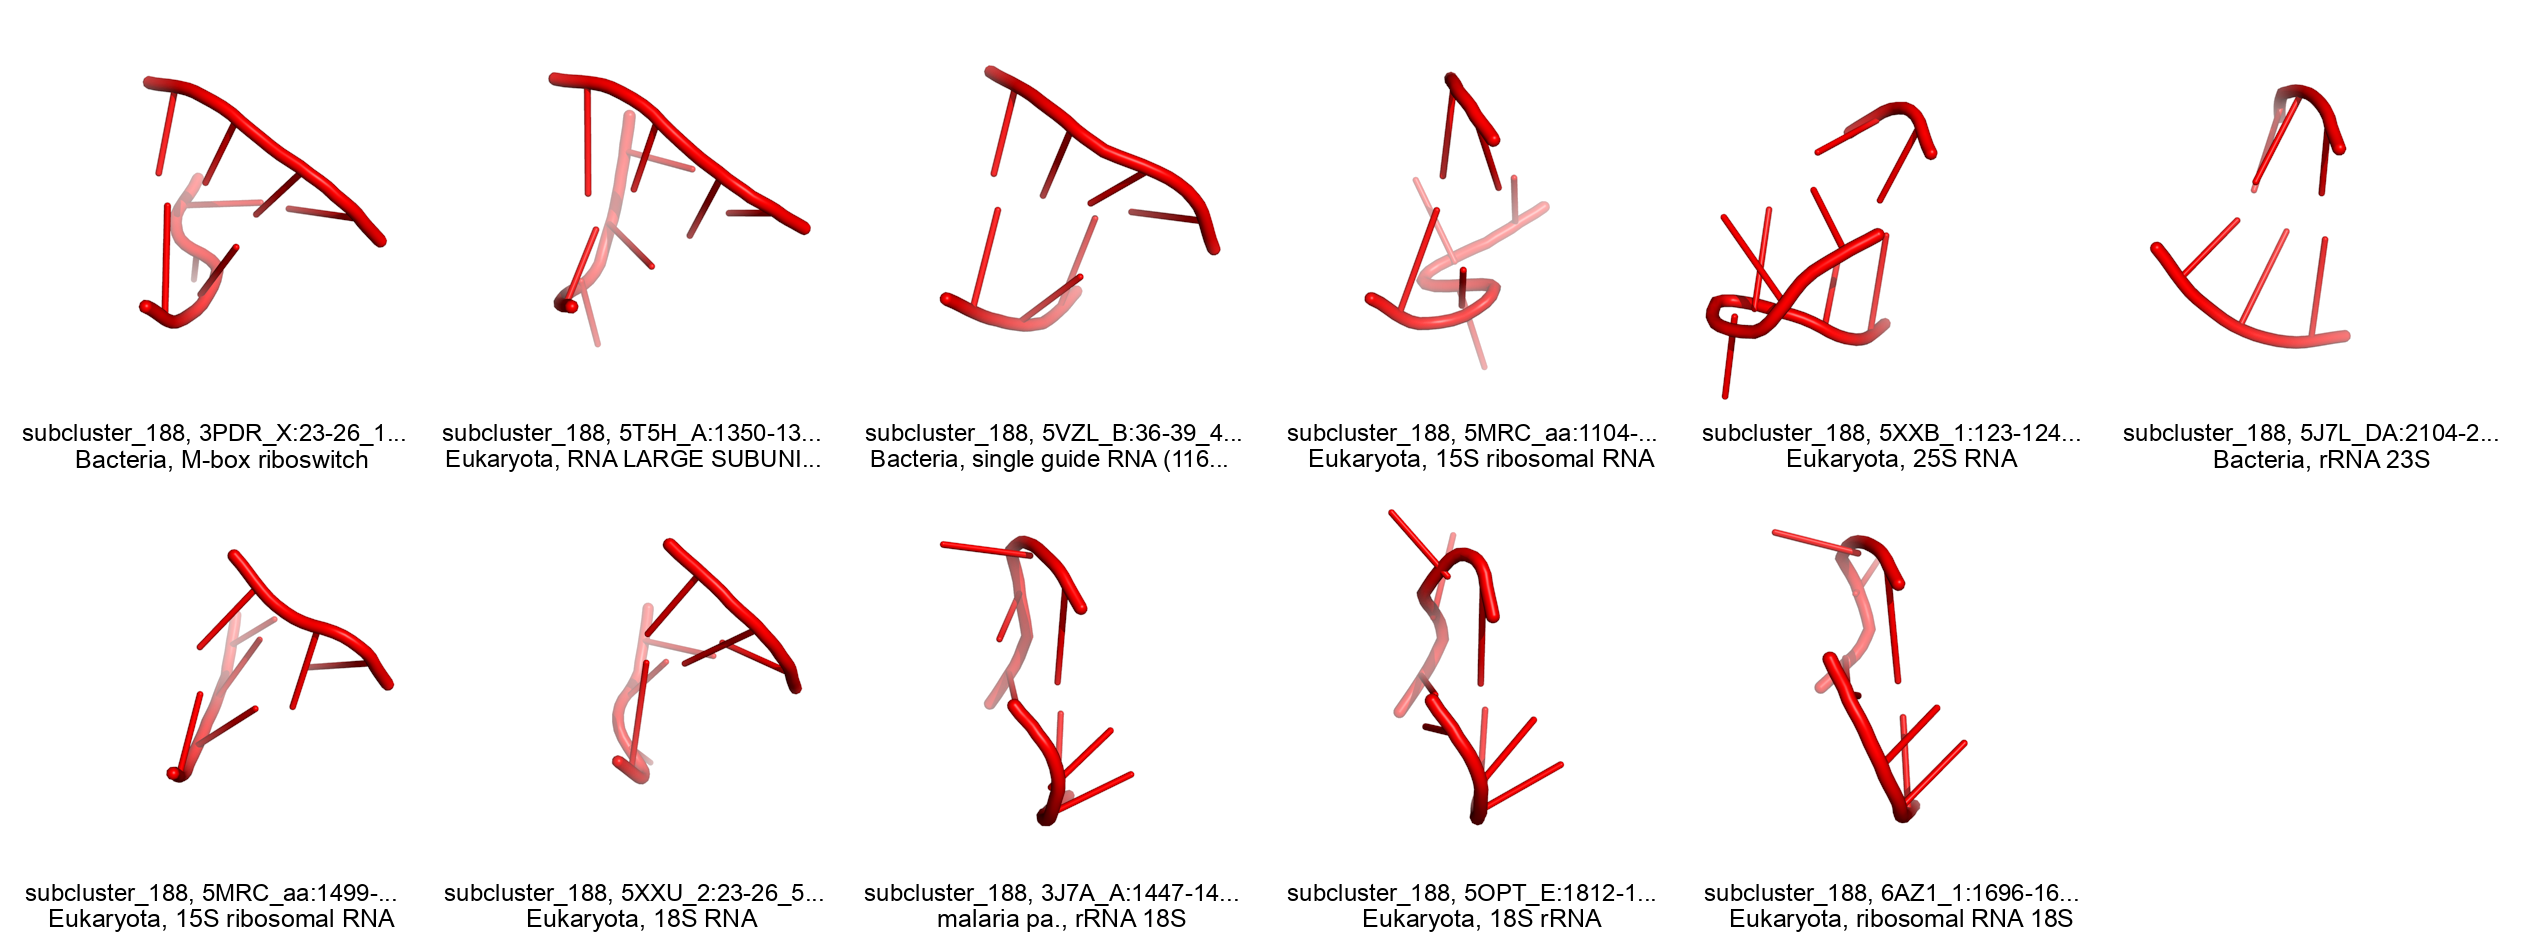 subcluster_188, 3PDR_X:23-26_1...
Bacteria, M-box riboswitch
subcluster_188, 5T5H_A:1350-13...
Eukaryota, RNA LARGE SUBUNI...
subcluster_188, 5VZL_B:36-39_4...
Bacteria, single guide RNA (116...
subcluster_188, 5MRC_aa:1104-...
Eukaryota, 15S ribosomal RNA
subcluster_188, 5XXB_1:123-124...
Eukaryota, 25S RNA
subcluster_188, 5J7L_DA:2104-2...
Bacteria, rRNA 23S
subcluster_188, 5MRC_aa:1499-...
Eukaryota, 15S ribosomal RNA
subcluster_188, 5XXU_2:23-26_5...
Eukaryota, 18S RNA
subcluster_188, 3J7A_A:1447-14...
malaria pa., rRNA 18S
subcluster_188, 5OPT_E:1812-1...
Eukaryota, 18S rRNA
subcluster_188, 6AZ1_1:1696-16...
Eukaryota, ribosomal RNA 18S